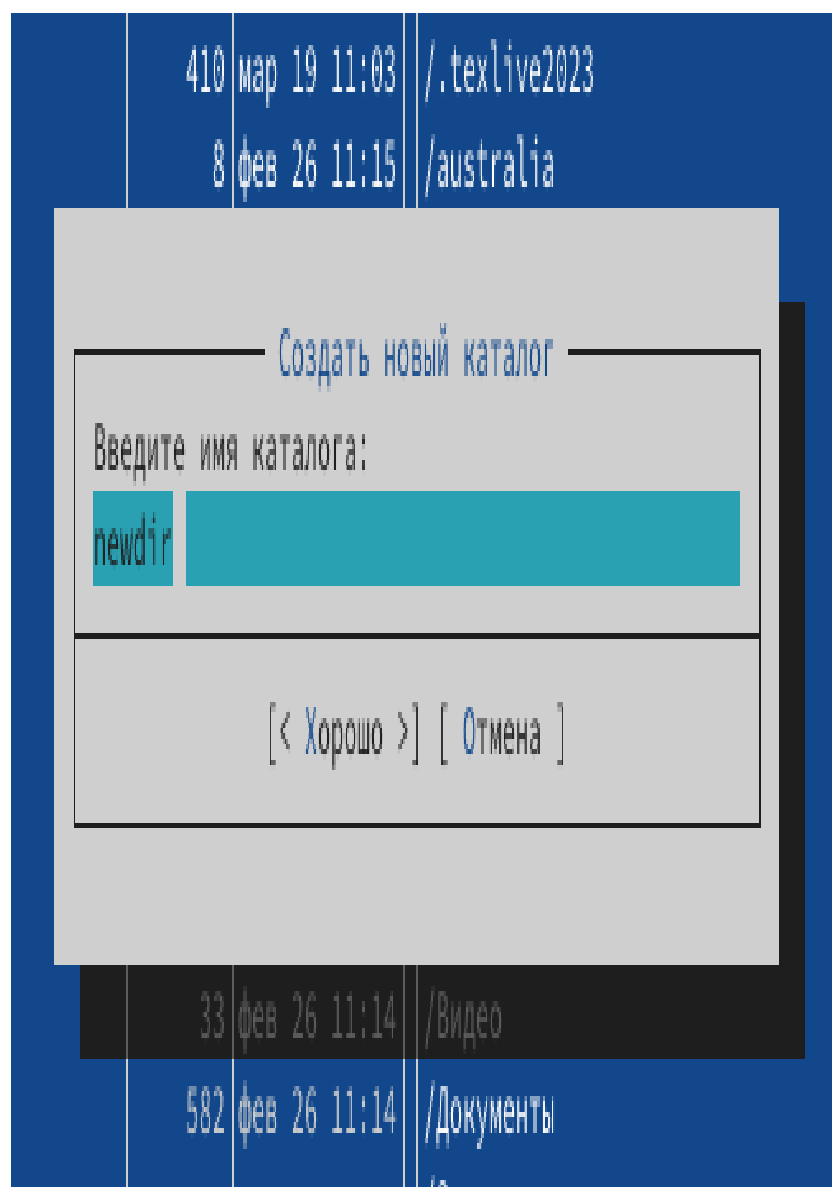 410 мар 19 11:03 /.texlive2023
8 фев 26 11:15 /australia
Создать новый каталог
Введите имя каталога:
newdir
[< Хорошо >] [ Отмена ]
33 фев 26 11:14 /Видео
582 фев 26 11:14 /Документы